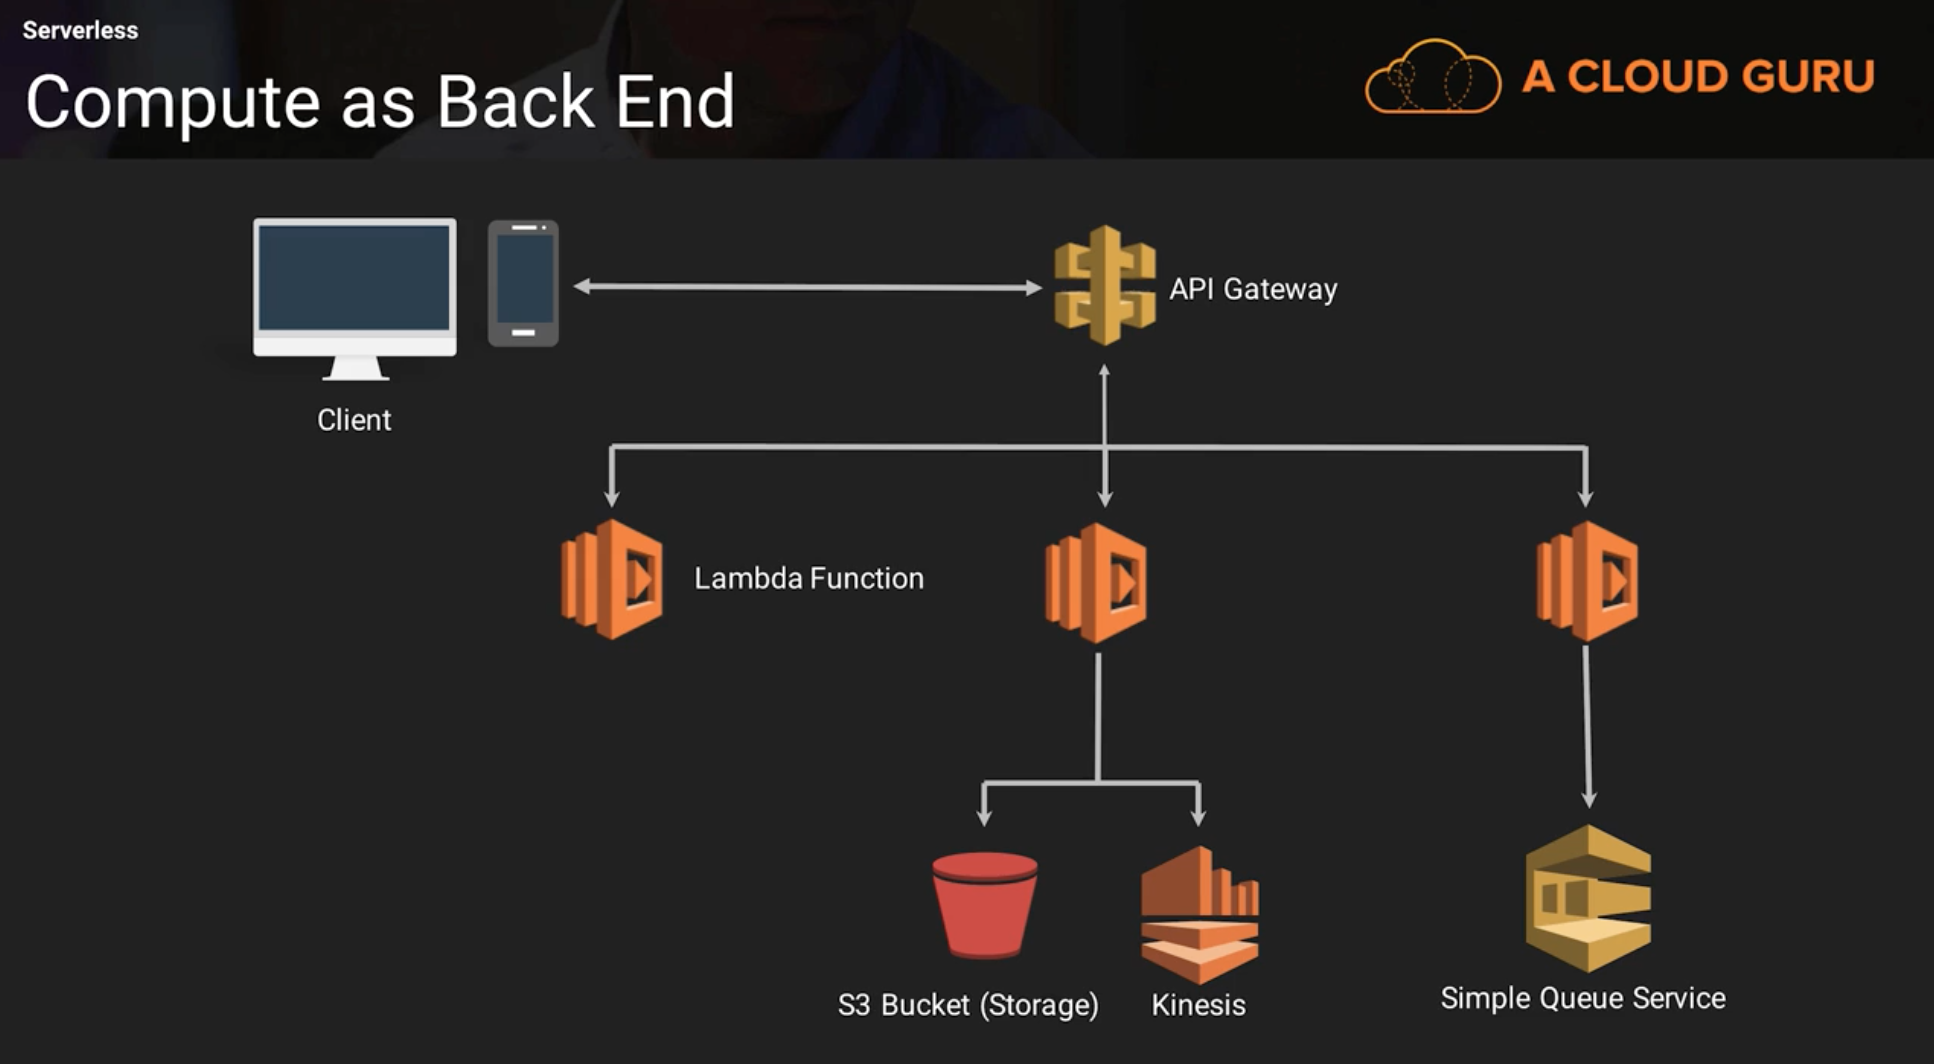 Serverless
Compute as Back End
A CLOUD GURU
API Gateway
Client
Lambda Function
S3 Bucket (Storage)
Kinesis
Simple Queue Service